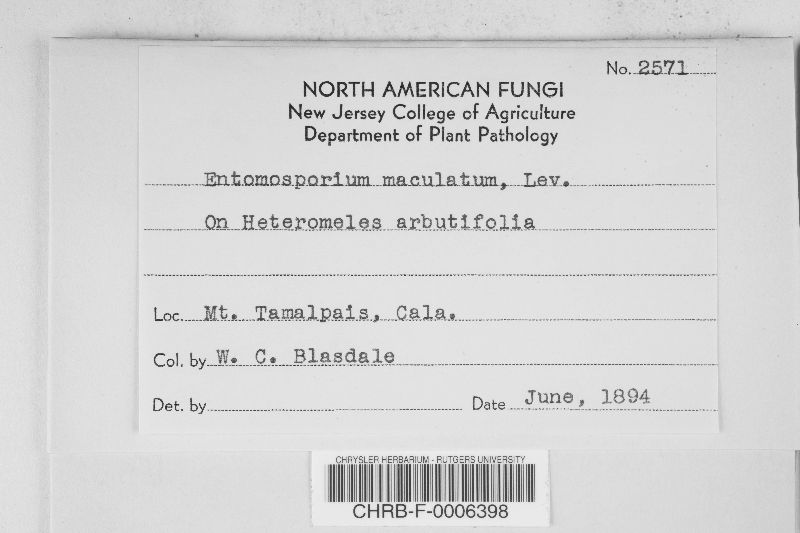 No. 2571
NORTH AMERICAN FUNGI
New Jersey College of Agriculture
Department of Plant Pathology
Entomosporium maculatum, Lev.
On Heteromeles arbutifolia
Loc. Mt. Tamalpais, Cala.
Col. by W. C. Blasdale
Det. by Date June, 1894
CHRYSLER HERBARIUM - RUTGERS UNIVERSITY
CHRB-F-0006398